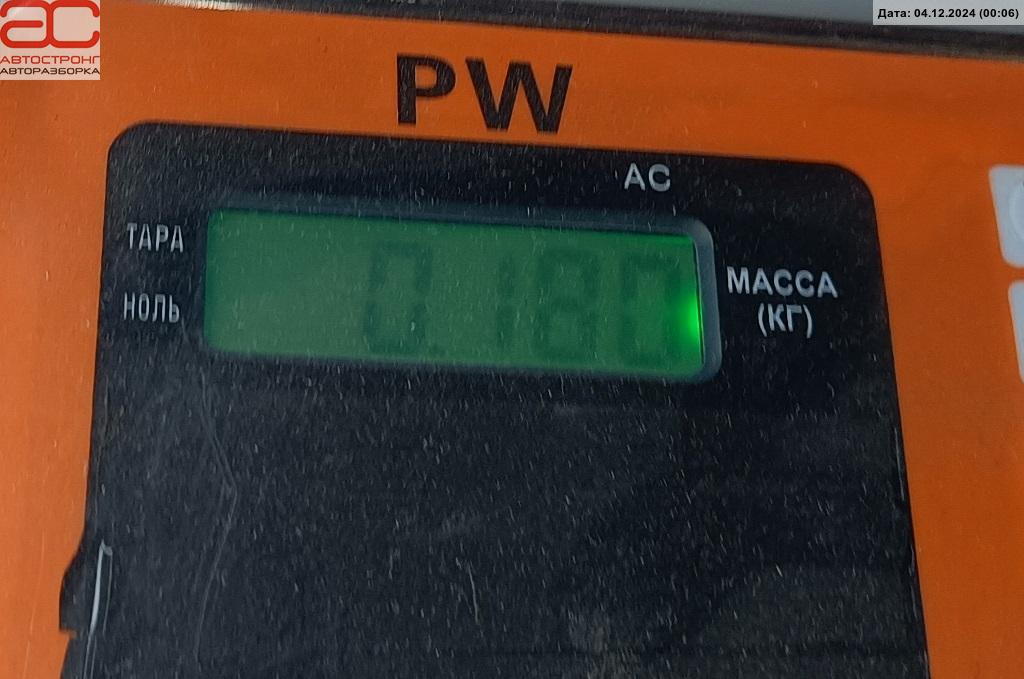 Дата: 04.12.2024 (00:06)
ас
АВТОСТРОНГ
АВТОРАЗБОРКА
PW
AC
ТАРА
НОЛЬ
0.180
МАССА
(КГ)